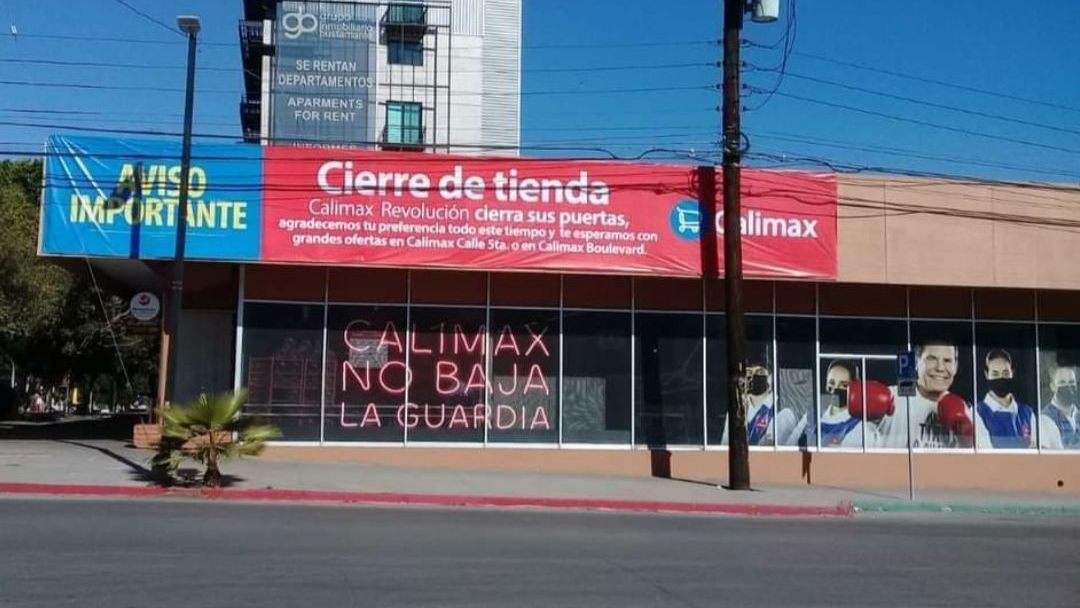 gb grupo
inmobiliario
bustamante
SE RENTAN
DEPARTAMENTOS
APARMENTS
FOR RENT
INFORMES
AVISO
IMPORTANTE
Cierre de tienda
Calimax Revolución cierra sus puertas,
agradecemos tu preferencia todo este tiempo y te esperamos con
grandes ofertas en Calimax Calle 5ta. o en Calimax Boulevard.
Calimax
CALIMAX
NO BAJA
LA GUARDIA